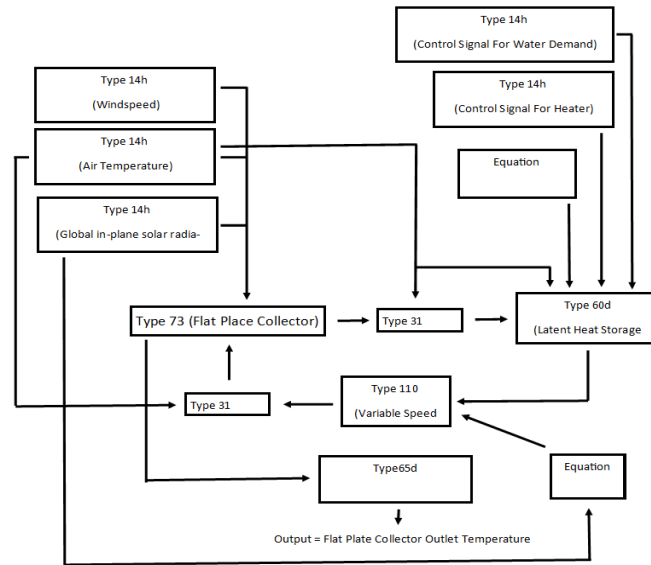 Type 14h
(Control Signal For Water Demand)
Type 14h
(Windspeed)
Type 14h
(Control Signal For Heater)
Type 14h
(Air Temperature)
Equation
Type 14h
(Global in-plane solar radia-
Type 73 (Flat Place Collector)
Type 31
Type 60d
(Latent Heat Storage
Type 31
Type 110
(Variable Speed
Type65d
Equation
Output = Flat Plate Collector Outlet Temperature